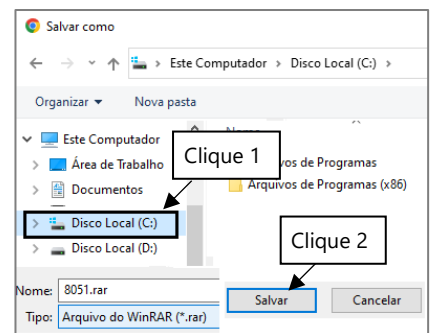 Salvar como
Este Computador > Disco Local (C:) >
Organizar Nova pasta
Este Computador
Área de Trabalho
Documentos
Disco Local (C:)
Disco Local (D:)
Clique 1
vos de Programas
Arquivos de Programas (x86)
Clique 2
Nome: 8051.rar
Tipo: Arquivo do WinRAR (*.rar)
Salvar Cancelar